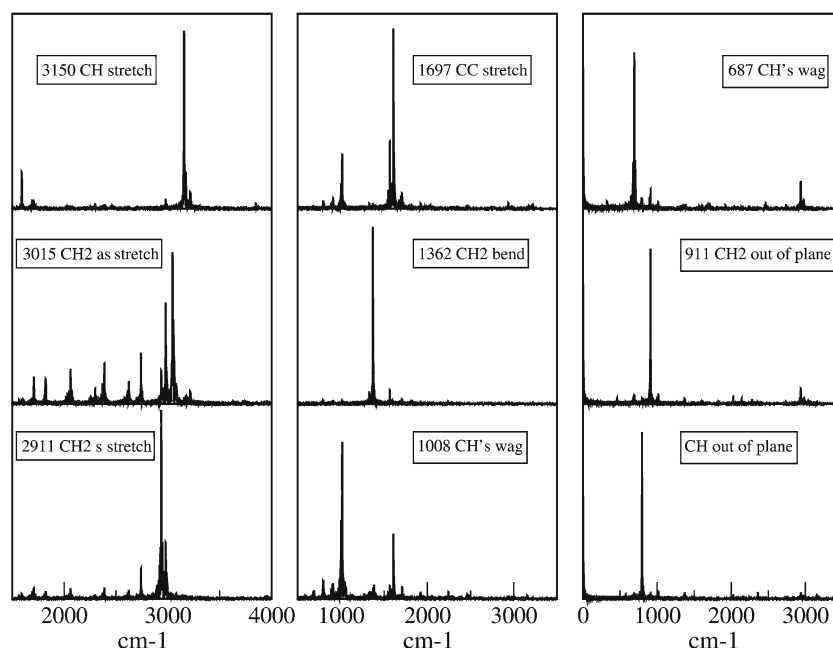 3150 CH stretch
1697 CC stretch
687 CH's wag
3015 CH2 as stretch
1362 CH2 bend
911 CH2 out of plane
2911 CH2 s stretch
1008 CH's wag
CH out of plane
2000 3000 4000
1000 2000 3000
0 1000 2000 3000
cm-1
cm-1
cm-1